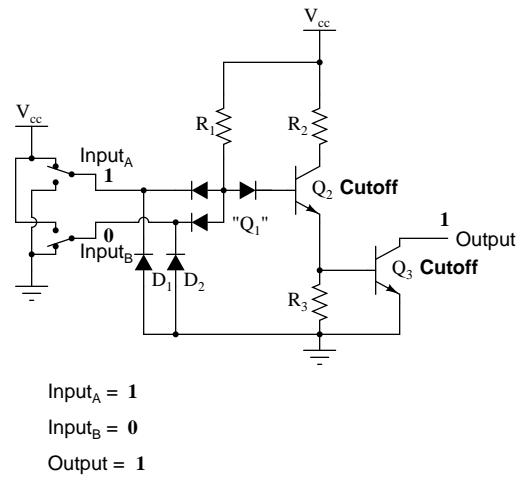 Vcc
Vcc
R1
R2
InputA
1
Q2 Cutoff
0
"Q1"
1
InputB
Output
D1
D2
Q3 Cutoff
R3
InputA = 1
InputB = 0
Output = 1